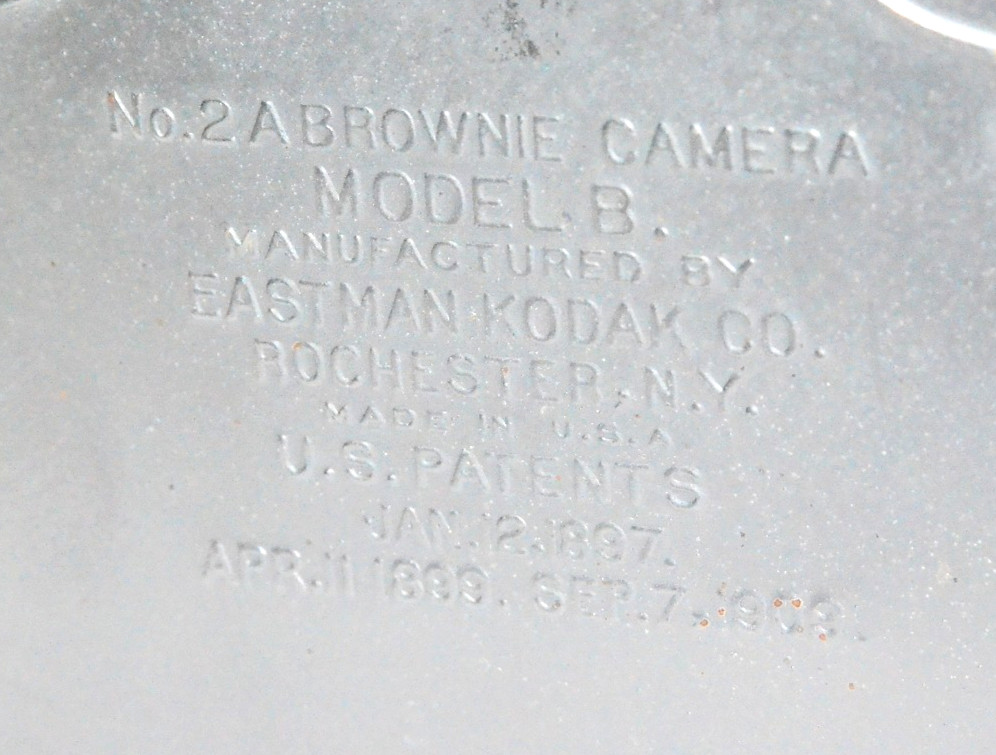 No. 2 A BROWNIE CAMERA
MODEL B.
MANUFACTURED BY
EASTMAN KODAK CO.
ROCHESTER, N.Y.
MADE IN U.S.A.
U.S. PATENTS
JAN. 12. 1897.
APR. 11 1899. SEP. 7. 1909.